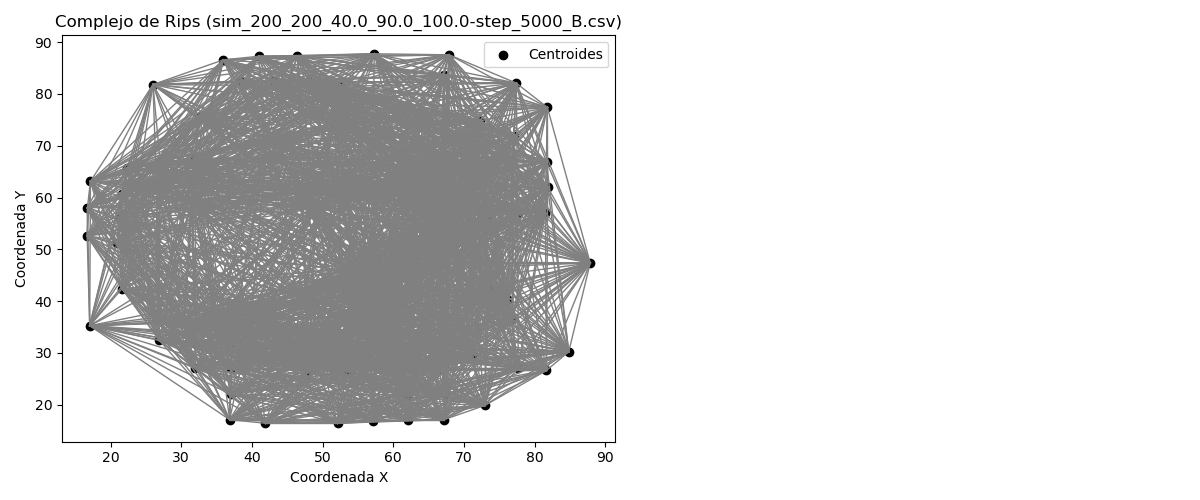 Complejo de Rips (sim_200_200_40.0_90.0_100.0-step_5000_B.csv)
Centroides
Coordenada Y
90
80
70
60
50
40
30
20
20 30 40 50 60 70 80 90
Coordenada X